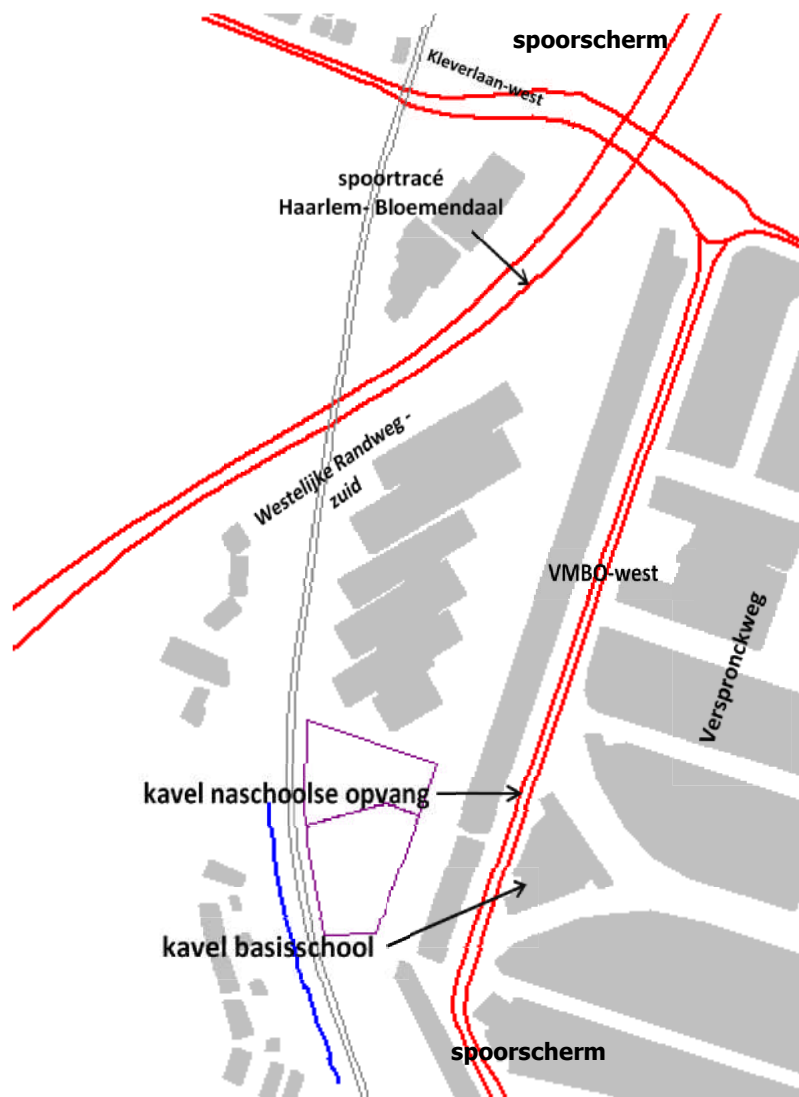 spoorscherm
Kleverlaan-west
spoortracé
Haarlem- Bloemendaal
Westelijke Randweg -
zuid
VMBO-west
Verspronckweg
kavel naschoolse opvang
kavel basisschool
spoorscherm